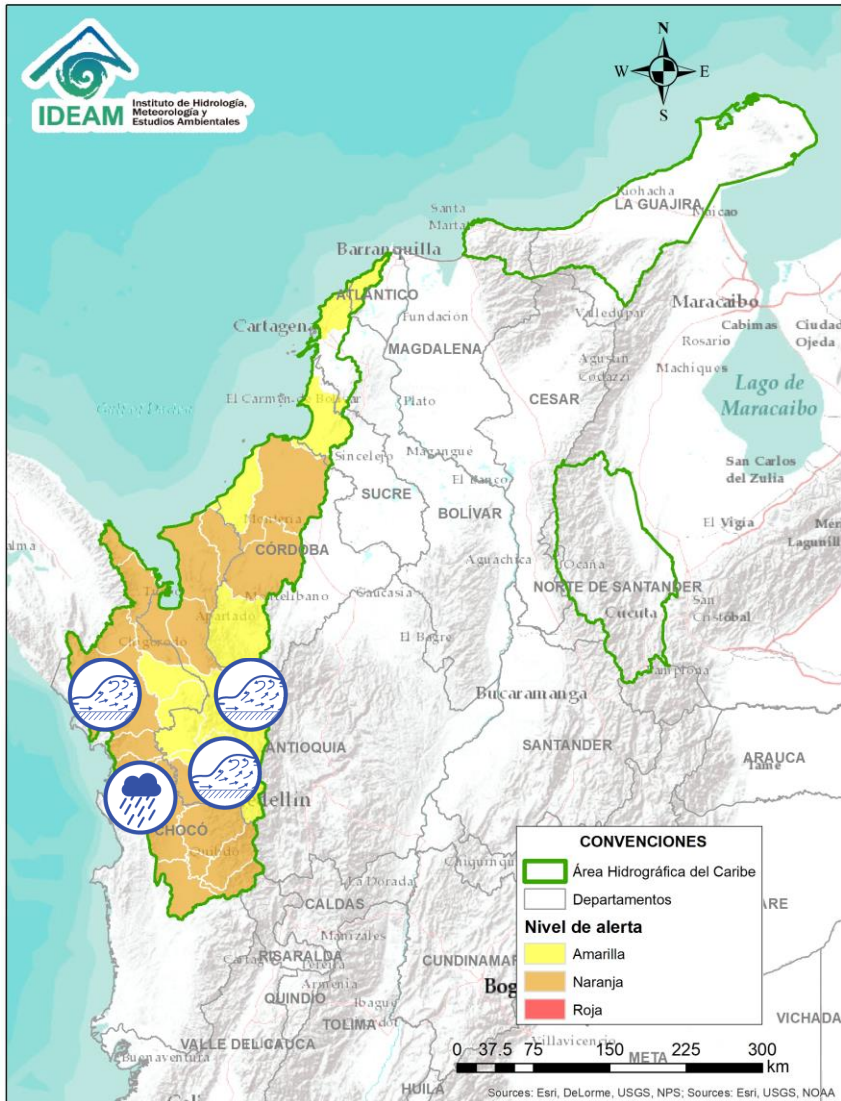 IDEAM
Instituto de Hidrología,
Meteorología y
Estudios Ambientales
N
W
E
S
Riohacha
LA GUAJIRA
Maicao
Santa
Marta
Barranquilla
ATLÁNTICO
Cartagena
Fundación
Valledupar
Maracaibo
Cabimas
Ciudad
Ojeda
Rosario
MAGDALENA
Agustín
Codazzi
Machiques
El Carmen de Bolívar
Plato
CESAR
Lago de
Maracaibo
Sincelejo
Magangué
San Carlos
del Zulia
El Banco
SUCRE
BOLÍVAR
Montería
El Vigía
CÓRDOBA
Aguachica
Ocaña
NORTE DE SANTANDER
Montelibano
Caucasia
Cúcuta
San
Cristóbal
Apartadó
Chigorodó
El Bagre
Pamplona
Bucaramanga
ANTIOQUIA
SANTANDER
ARAUCA
Tame
CHOCÓ
Quibdó
La Dorada
CALDAS
Manizales
RISARALDA
Pereira
Armenia
QUINDÍO
Ibagué
TOLIMA
CUNDINAMAR
Bog
VALLE DEL CAUCA
Buenaventura
HUILA
Villavicencio
META
VICHADA
CONVENCIONES
Área Hidrográfica del Caribe
Departamentos
Nivel de alerta
Amarilla
Naranja
Roja
0 37.5 75 150 225 300
km
Sources: Esri, DeLorme, USGS, NPS; Sources: Esri, USGS, NOAA